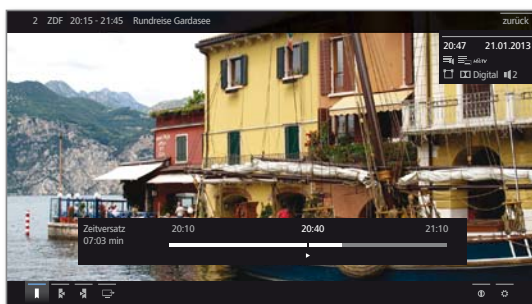 2 ZDF 20:15 - 21:45 Rundreise Gardasee
zurück
20:47 21.01.2013
Digital 2
Zeitversatz 20:10 20:40 21:10
07:03 min